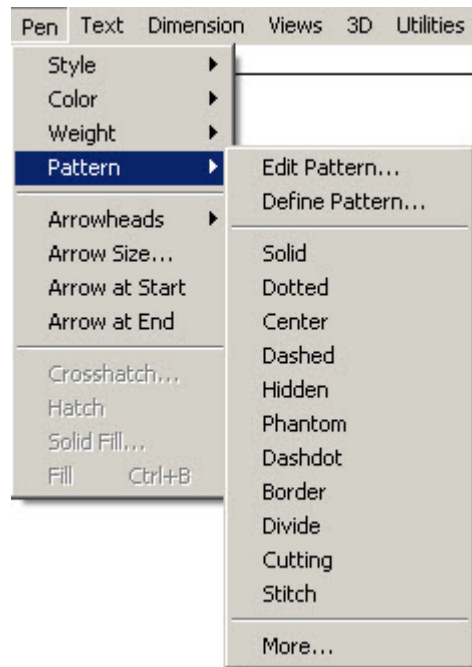 Pen Text Dimension Views 3D Utilities
Style
Color
Weight
Pattern
Arrowheads
Arrow Size...
Arrow at Start
Arrow at End
Crosshatch...
Hatch
Solid Fill...
Fill Ctrl+B
Edit Pattern...
Define Pattern...
Solid
Dotted
Center
Dashed
Hidden
Phantom
Dashdot
Border
Divide
Cutting
Stitch
More...